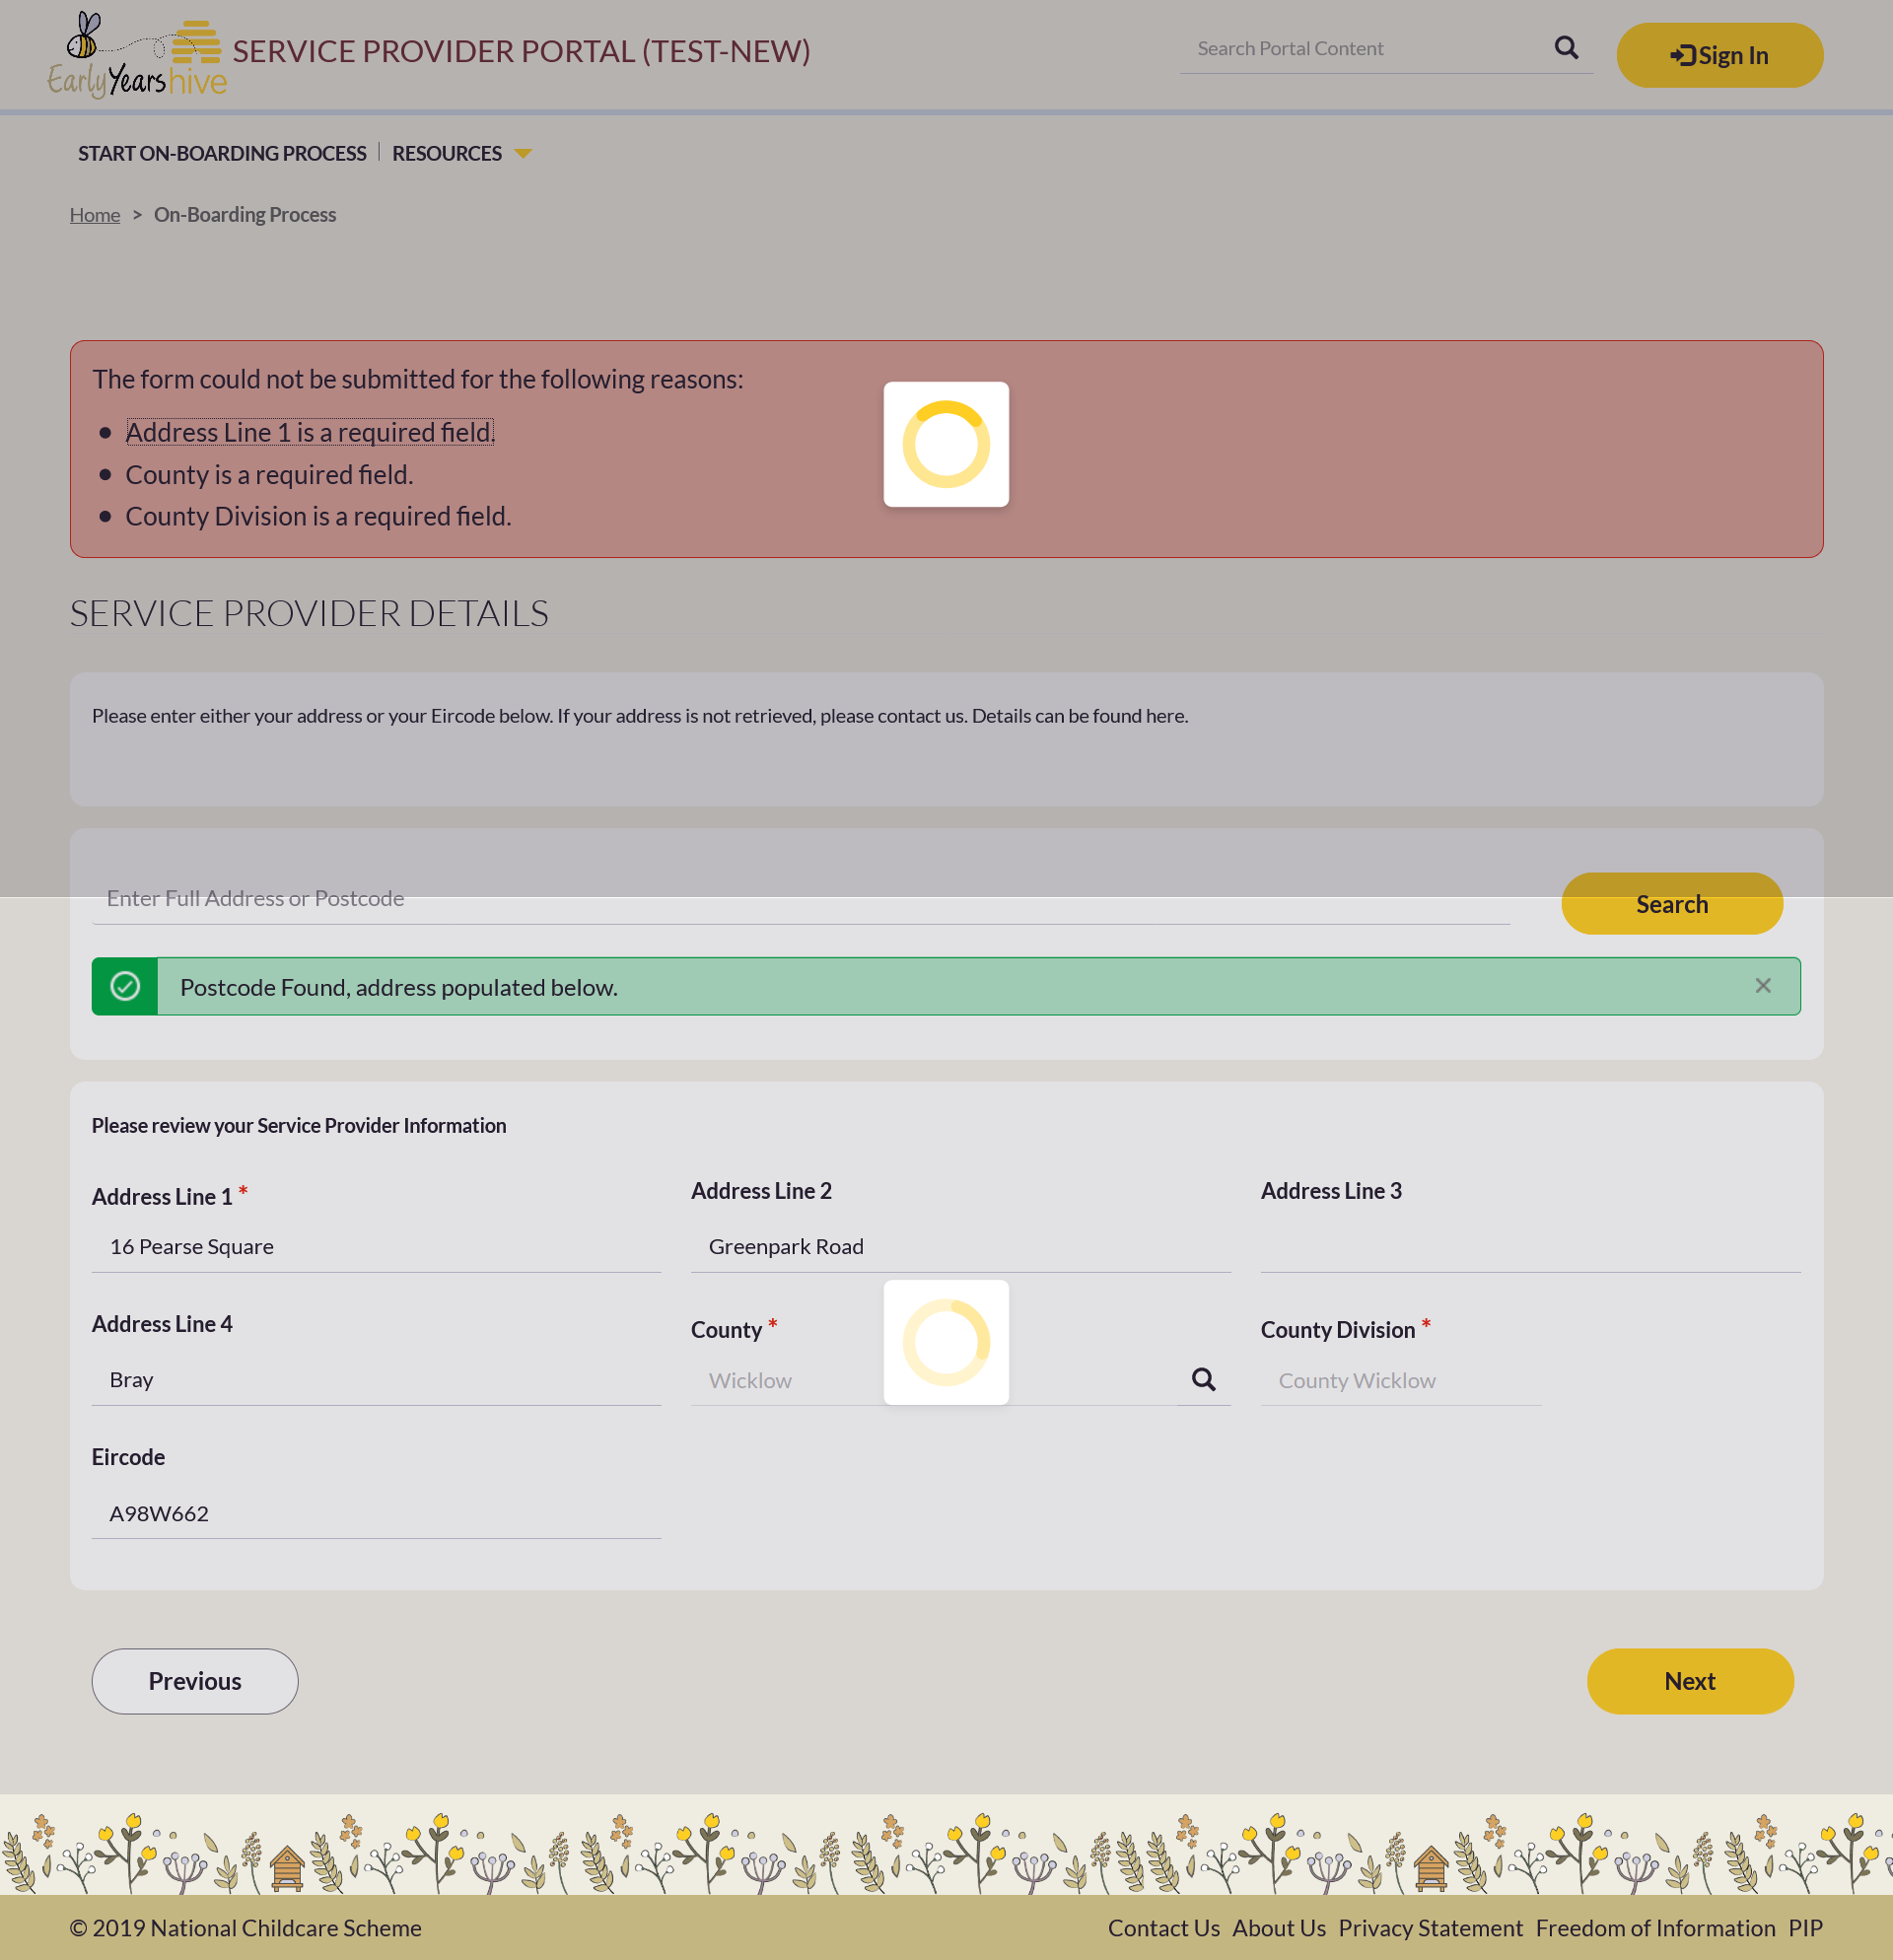 EarlyYearshive
SERVICE PROVIDER PORTAL (TEST-NEW)
Search Portal Content
Sign In
START ON-BOARDING PROCESS | RESOURCES
Home > On-Boarding Process
The form could not be submitted for the following reasons:
Address Line 1 is a required field.
County is a required field.
County Division is a required field.
SERVICE PROVIDER DETAILS
Please enter either your address or your Eircode below. If your address is not retrieved, please contact us. Details can be found here.
Enter Full Address or Postcode
Search
Postcode Found, address populated below.
Please review your Service Provider Information
Address Line 1 *
Address Line 2
Address Line 3
16 Pearse Square
Greenpark Road
Address Line 4
County *
County Division *
Bray
Wicklow
County Wicklow
Eircode
A98W662
Previous
Next
© 2019 National Childcare Scheme
Contact Us About Us Privacy Statement Freedom of Information PIP